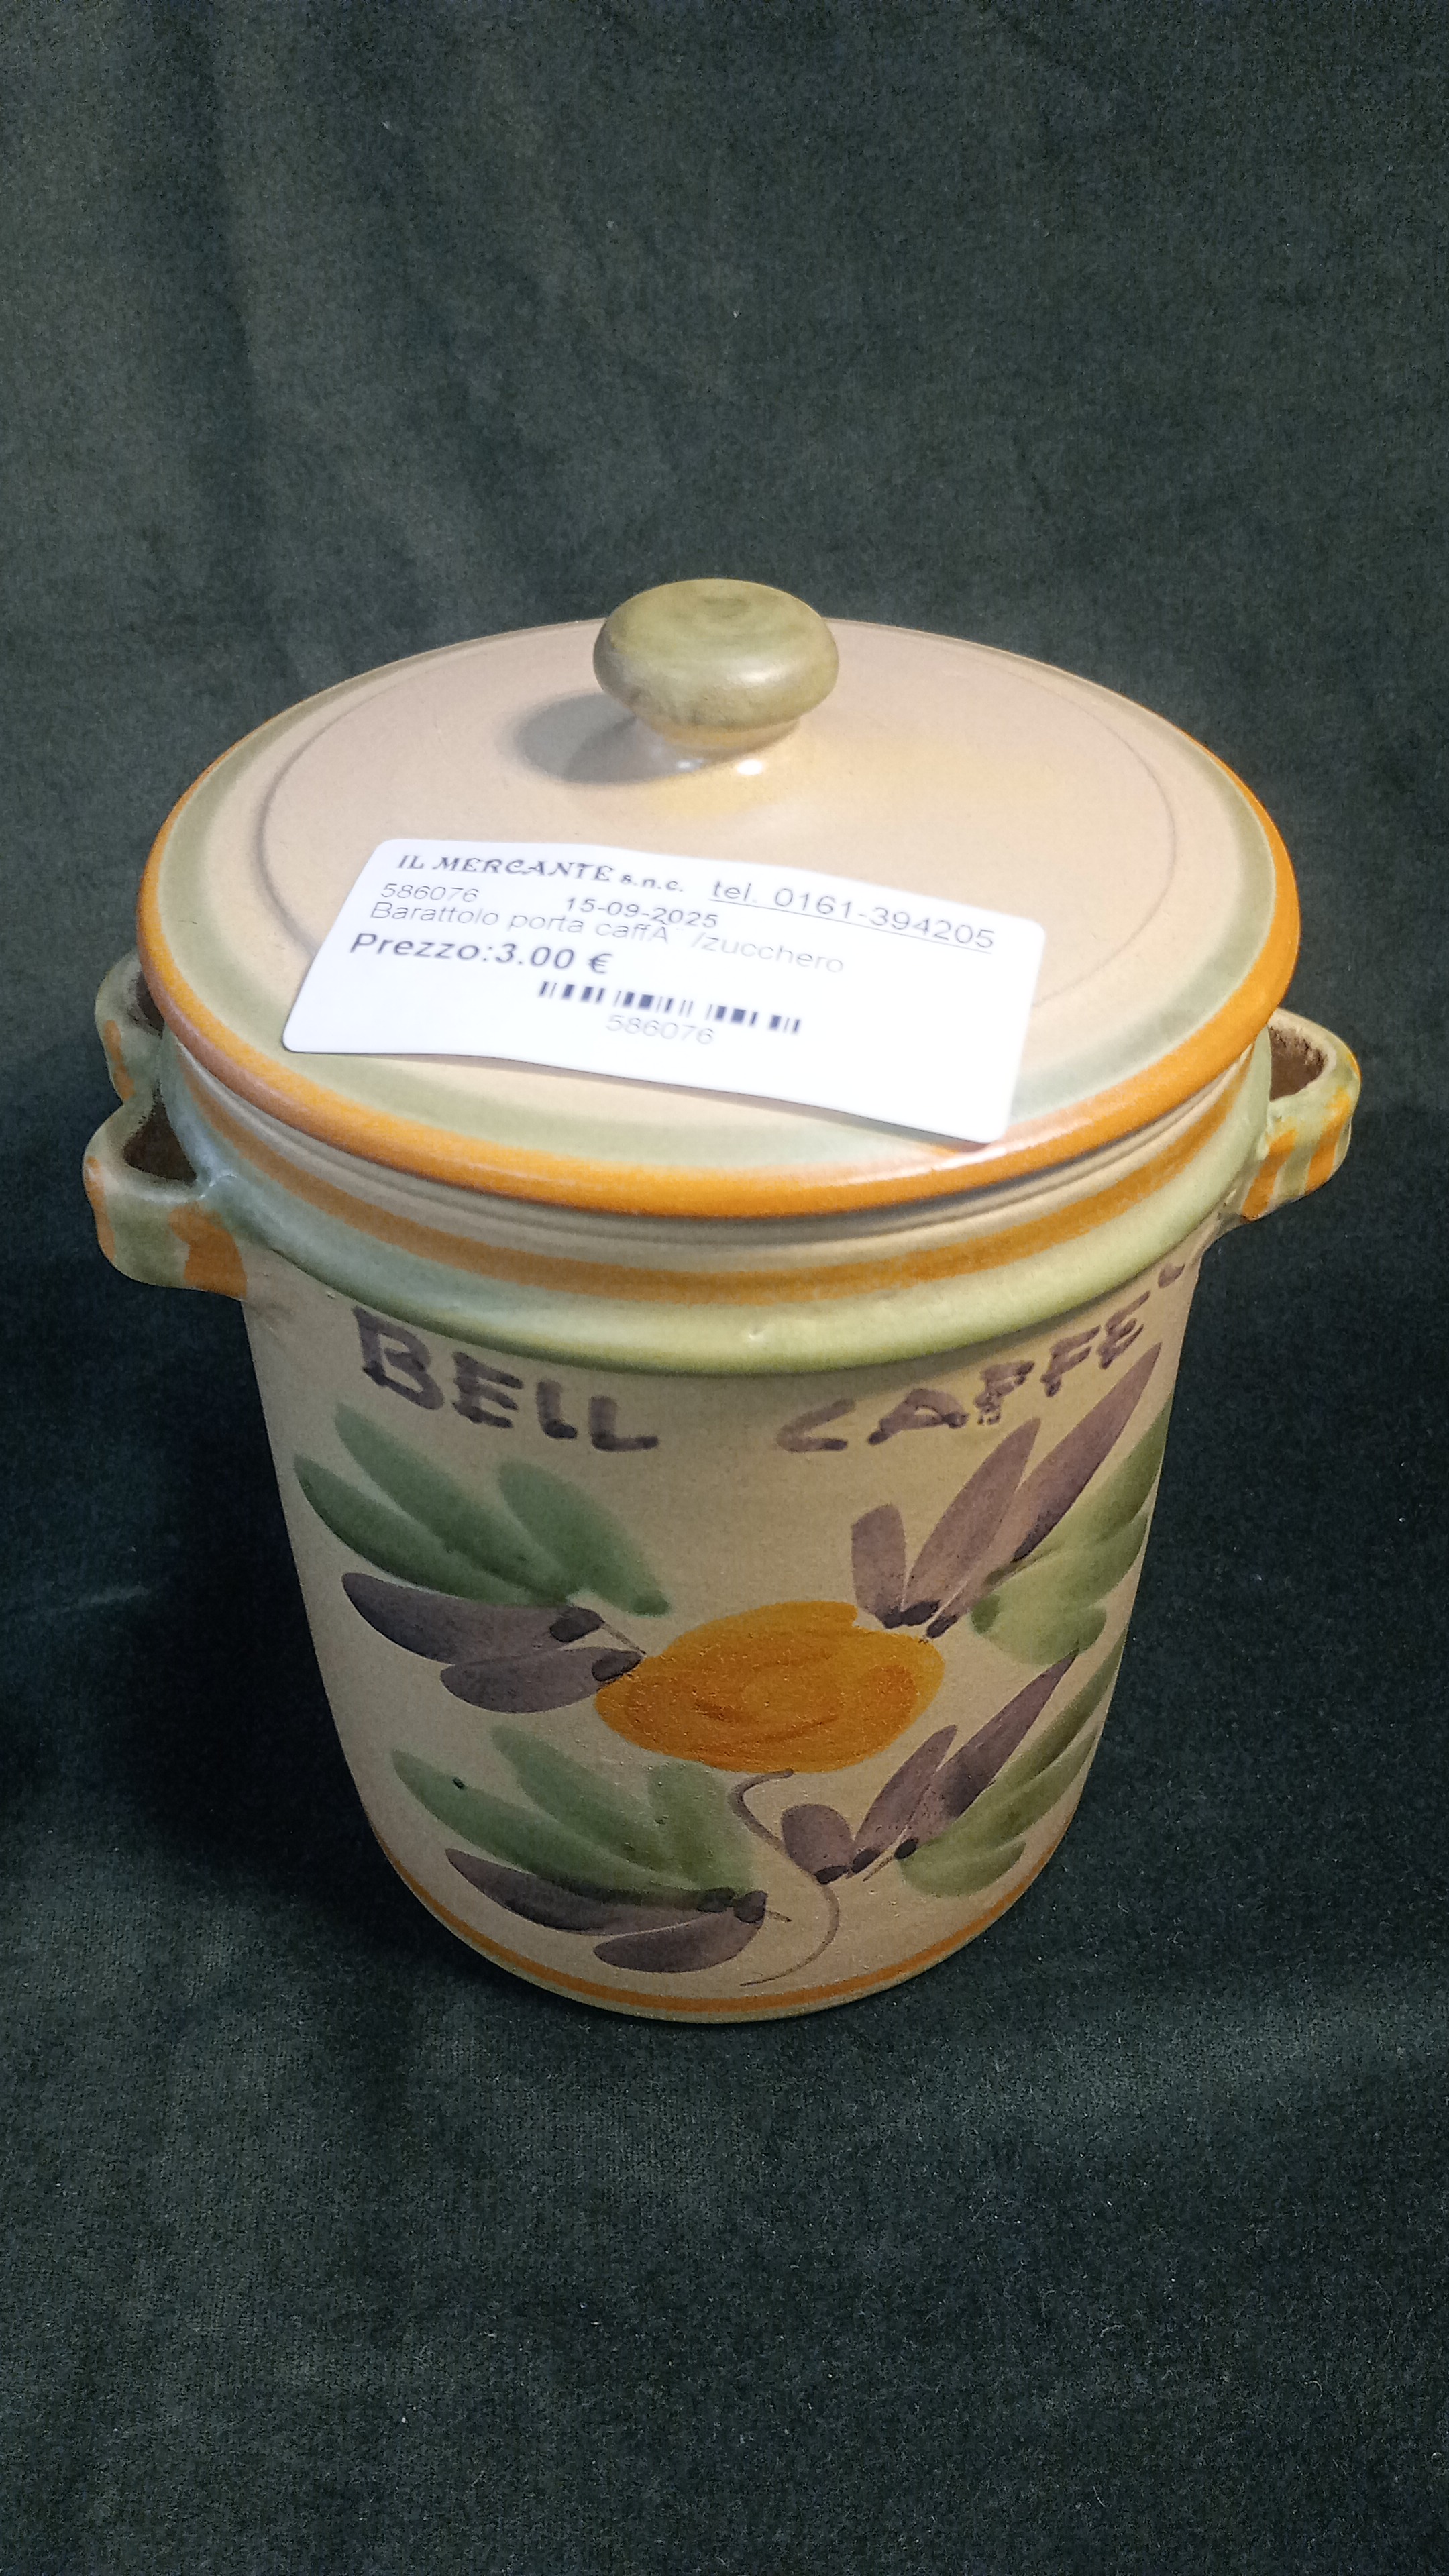 IL MERCANTE s.n.c. tel. 0161-394205
586076 15-09-2025
Barattolo porta caffÃ¨ /zucchero
Prezzo:3.00 €
586076
BELL CAFFE'